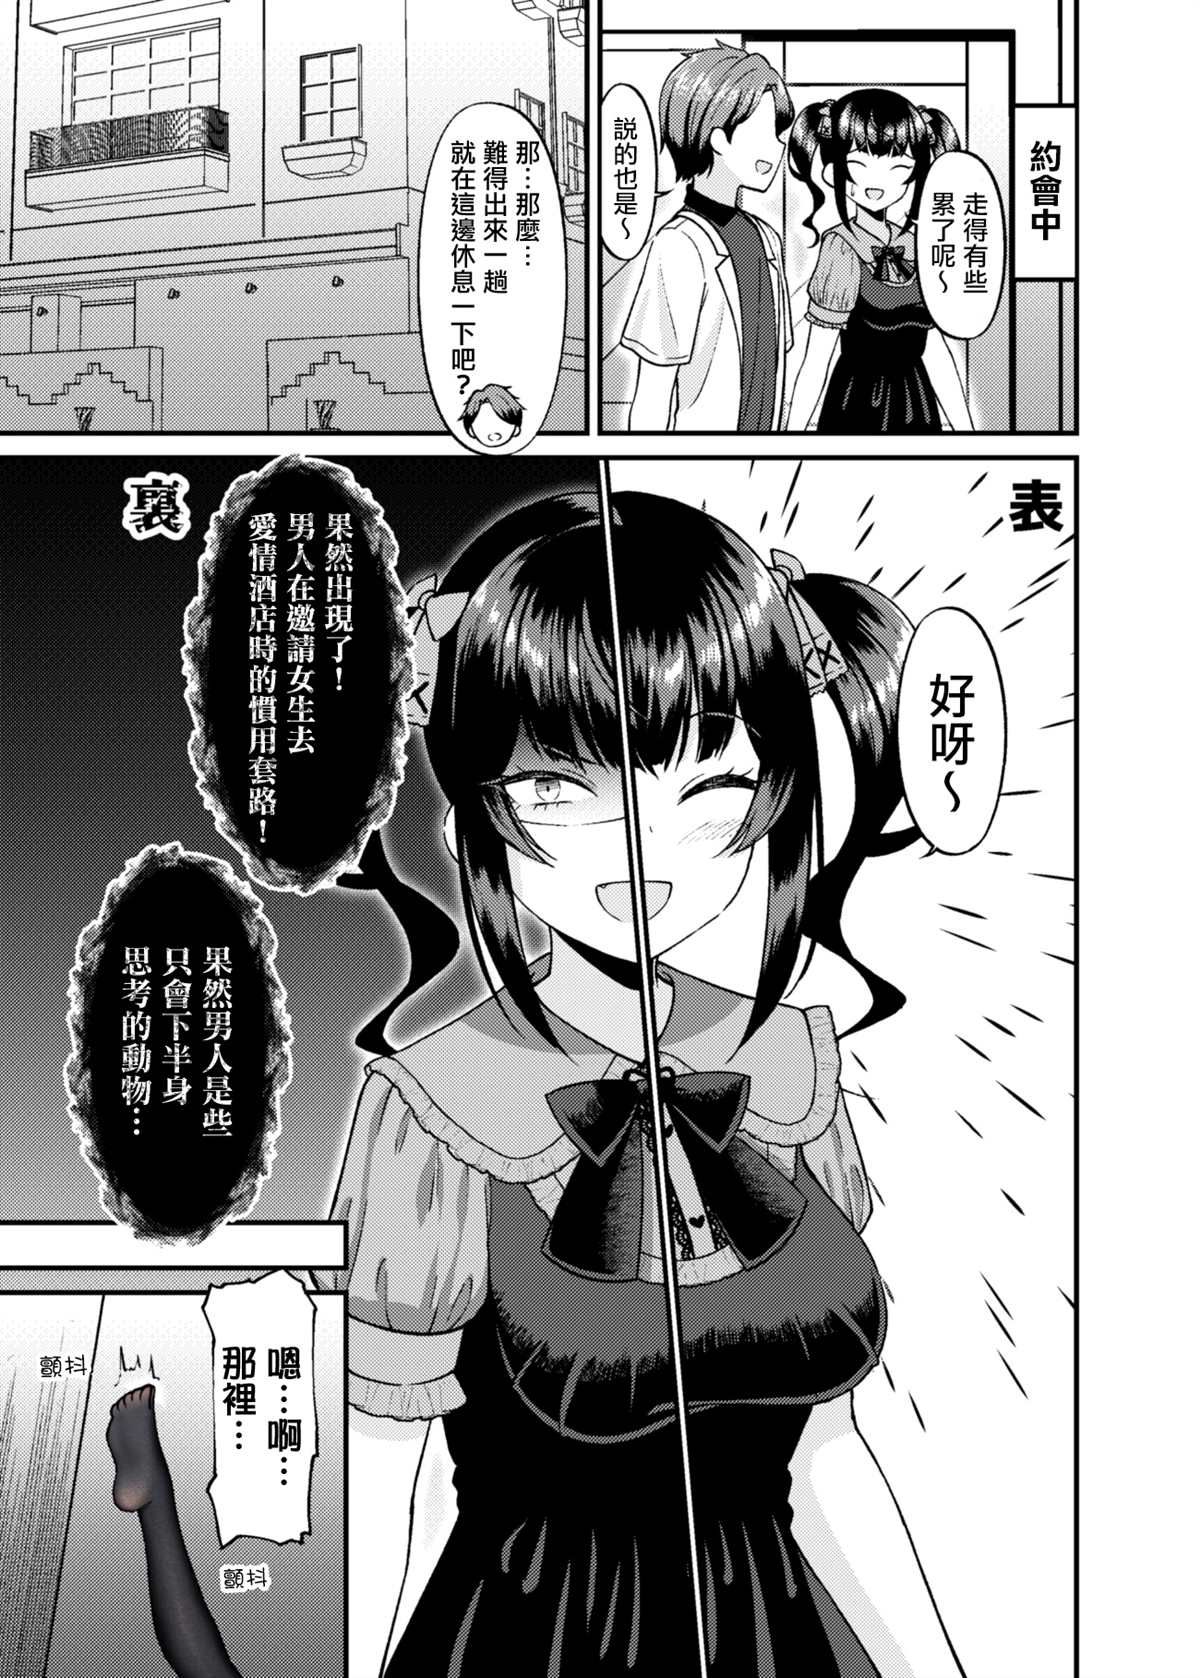 約會中
走得有些
累了呢～
説的也是～
那…那麼…
難得出來一趟
就在這邊休息一下吧？
表
好呀～
裏
果然出現了！
男人在邀請女生去
愛情酒店時的慣用套路！
果然男人是些
只會下半身
思考的動物…
嗯…啊…
那裡…
顫抖
顫抖